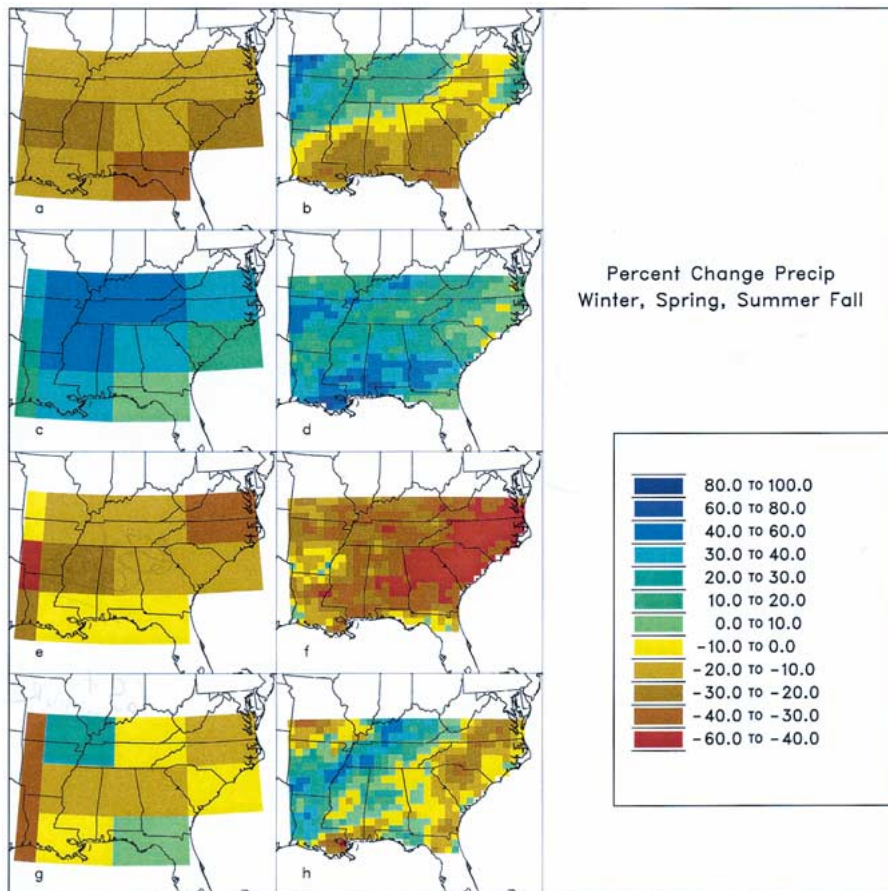 a
b
c
d
Percent Change Precip
Winter, Spring, Summer Fall
e
f
80.0 TO 100.0
60.0 TO 80.0
40.0 TO 60.0
30.0 TO 40.0
20.0 TO 30.0
10.0 TO 20.0
0.0 TO 10.0
-10.0 TO 0.0
-20.0 TO -10.0
-30.0 TO -20.0
-40.0 TO -30.0
-60.0 TO -40.0
g
h